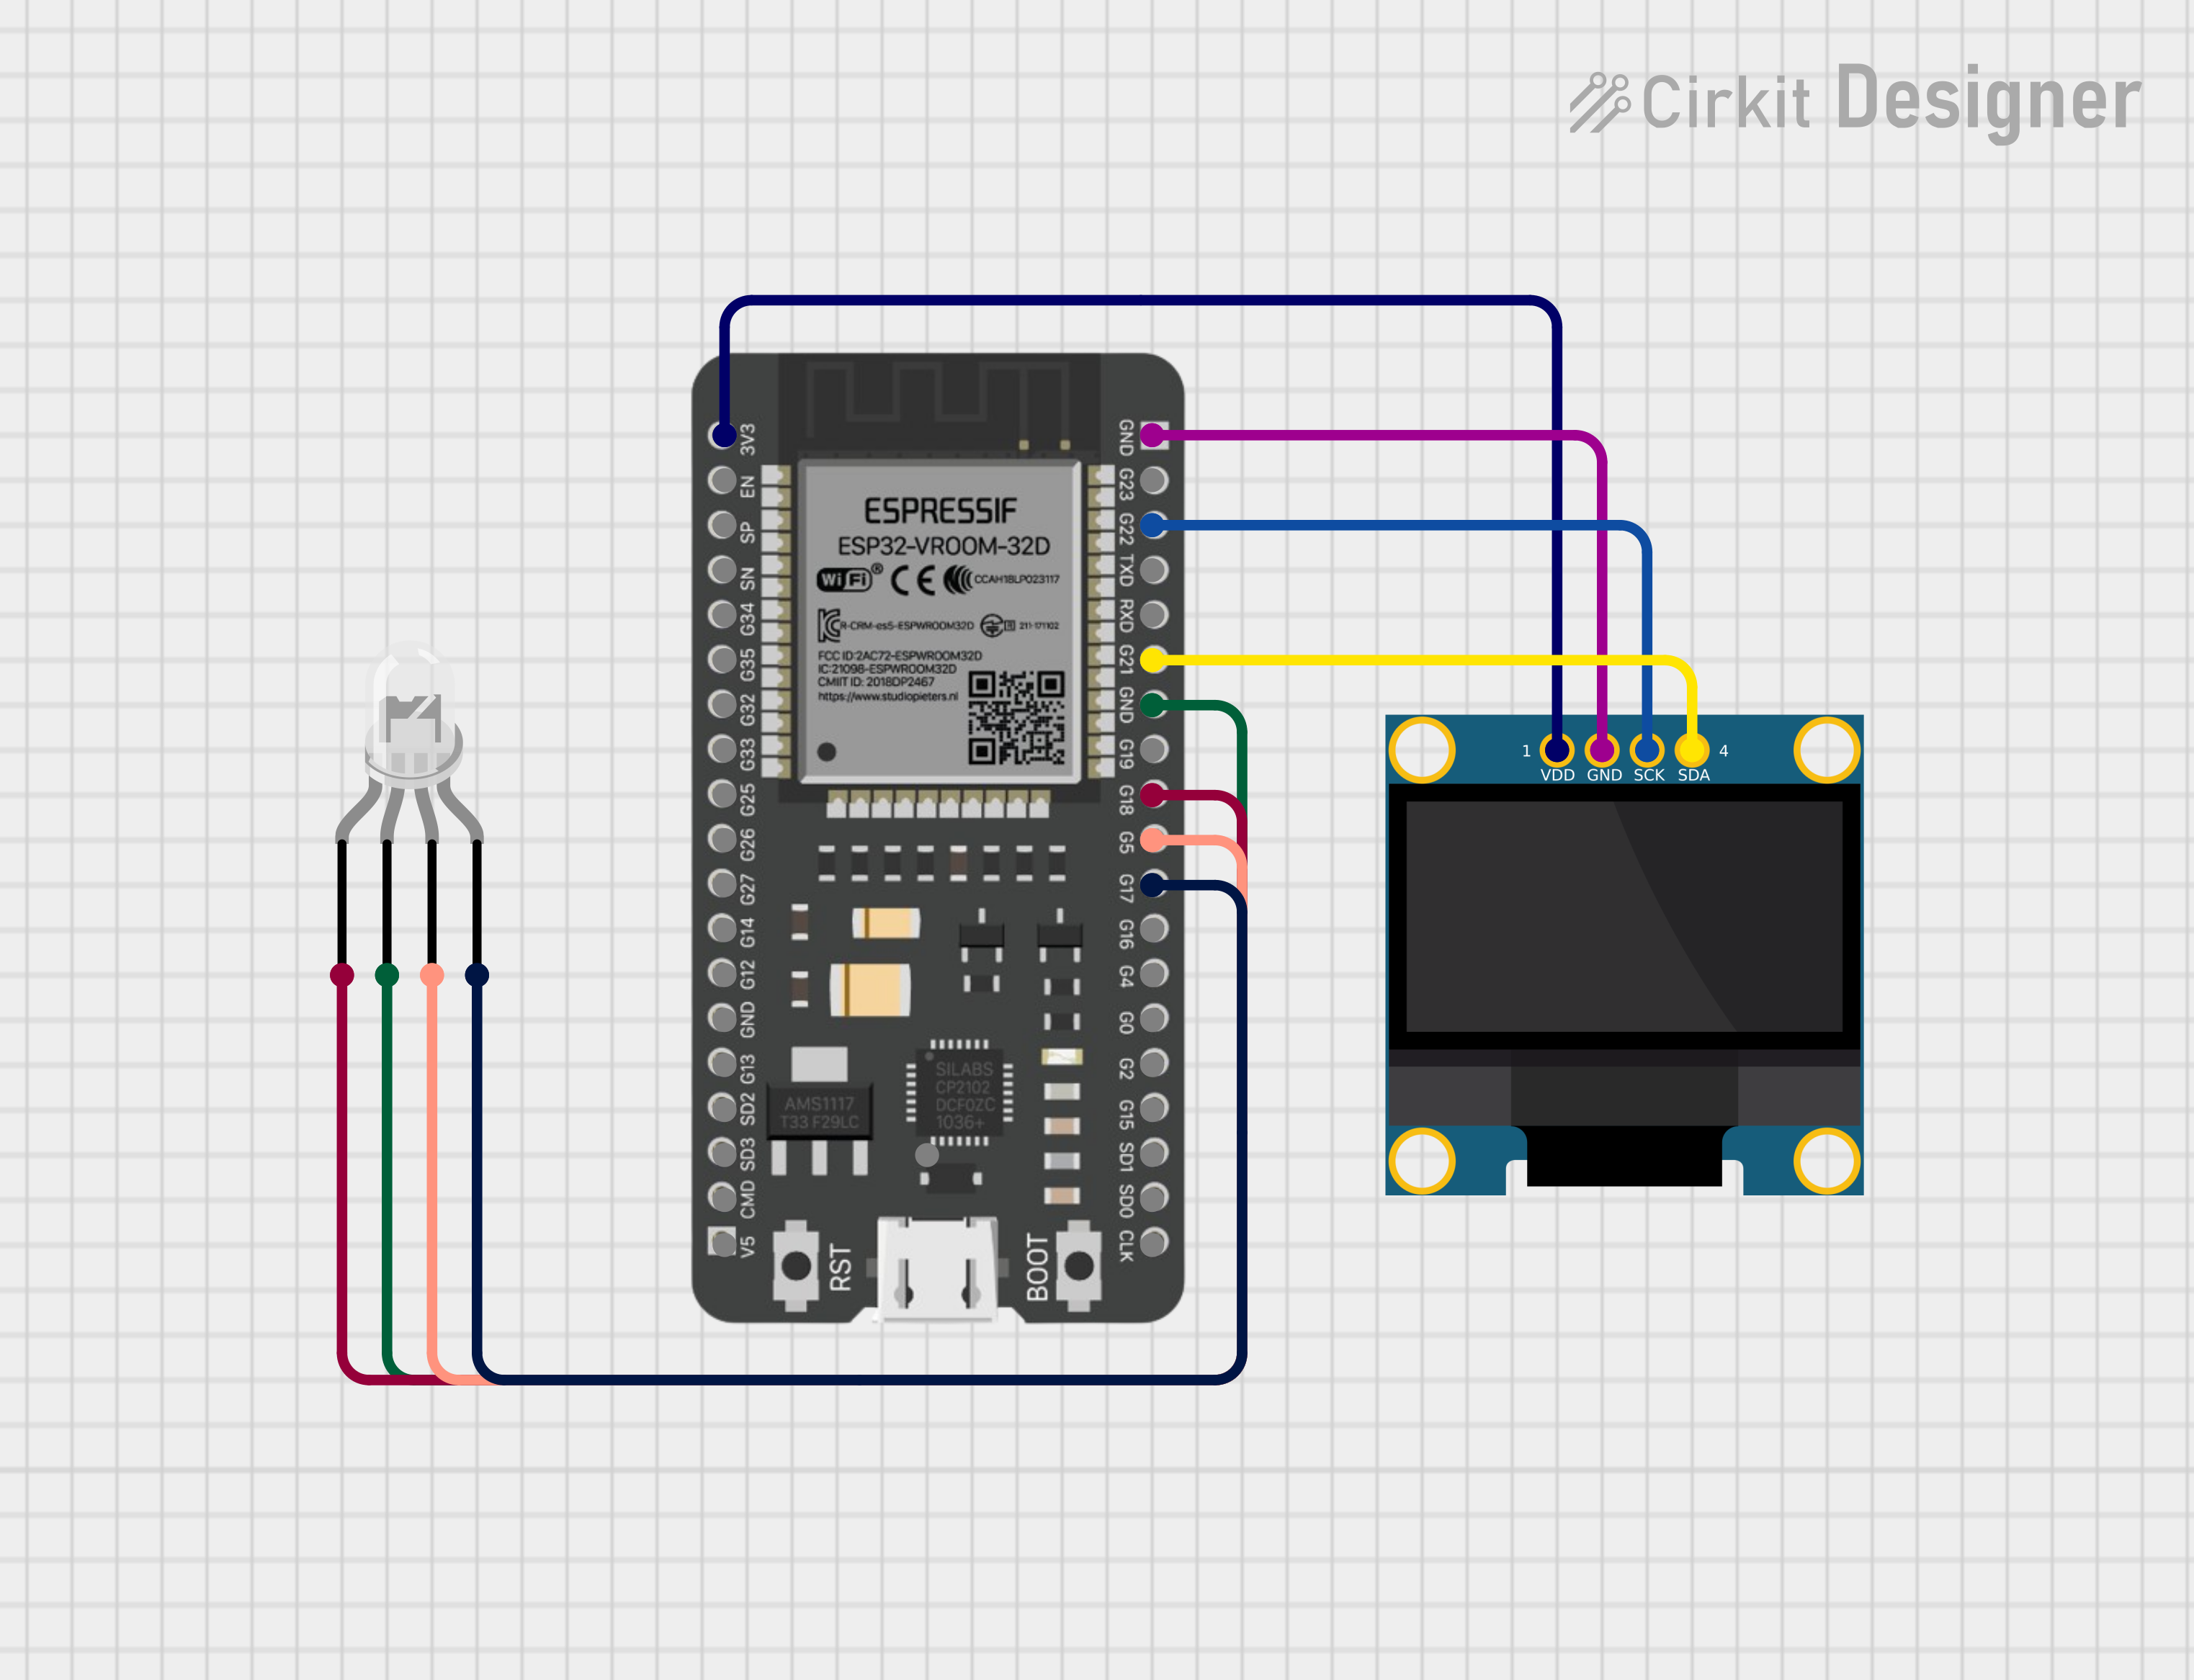 Cirkit Designer
3V3
EN
SP
SN
G34
G35
G32
G33
G25
G26
G27
G14
G12
GND
G13
SD2
SD3
CMD
V5
ESPRESSIF
ESP32-VROOM-32D
WiFi® CE CCAH18LP023117
R-CRM-es5-ESPWROOM32D R 211-171102
FCC ID:2AC72-ESPWROOM32D
IC:21098-ESPWROOM32D
CMIIT ID: 2018DP2467
https://www.studiopieters.nl
AMS1117
T33 F29LC
SILABS
CP2102
DCF0ZC
1036+
RST
BOOT
GND
G23
G22
TXD
RXD
G21
GND
G19
G18
G5
G17
G16
G4
G0
G2
G15
SD1
SD0
CLK
1 4
VDD GND SCK SDA